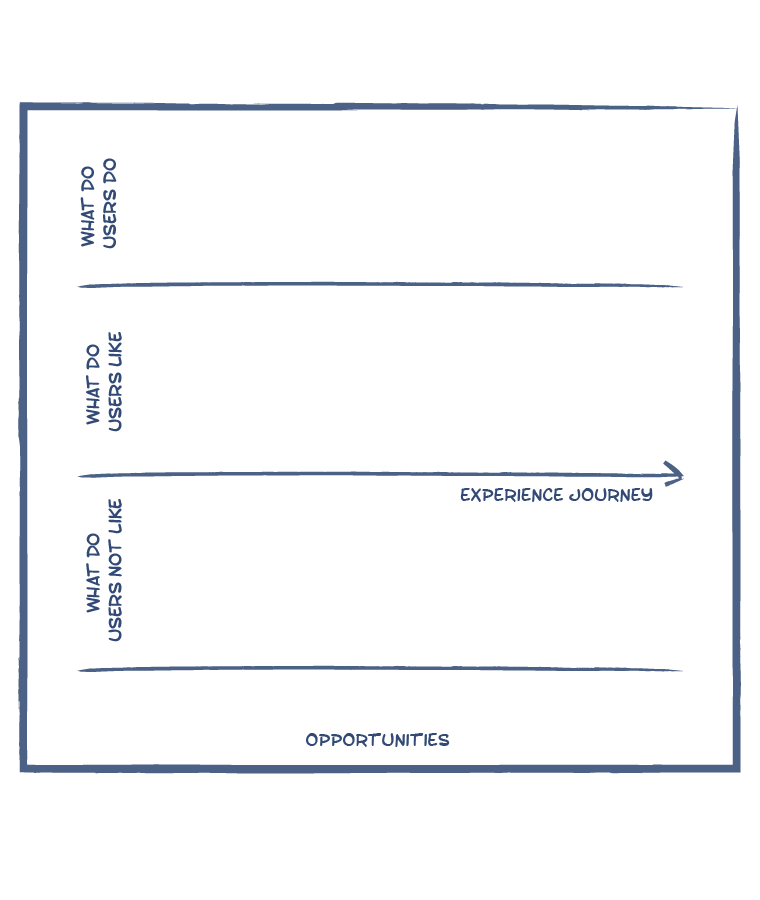 WHAT DO
USERS DO
WHAT DO
USERS LIKE
EXPERIENCE JOURNEY
WHAT DO
USERS NOT LIKE
OPPORTUNITIES